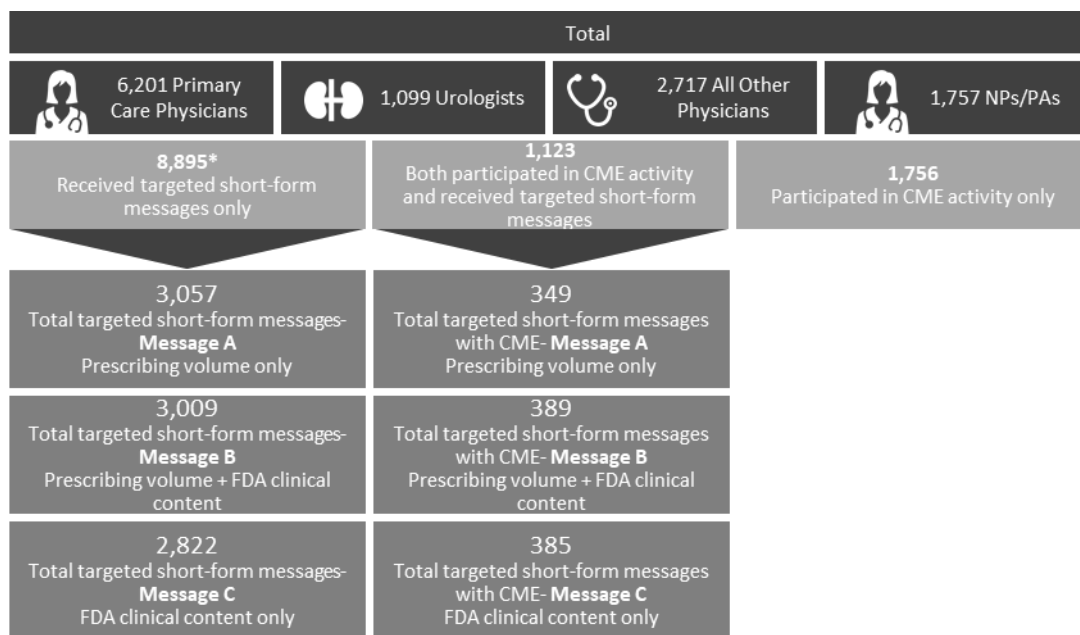 Total
6,201 Primary
Care Physicians
1,099 Urologists
2,717 All Other
Physicians
1,757 NPs/PAs
8,895*
Received targeted short-form
messages only
1,123
Both participated in CME activity
and received targeted short-form
messages
1,756
Participated in CME activity only
3,057
Total targeted short-form messages-
Message A
Prescribing volume only
349
Total targeted short-form messages
with CME- Message A
Prescribing volume only
3,009
Total targeted short-form messages-
Message B
Prescribing volume + FDA clinical
content
389
Total targeted short-form messages
with CME- Message B
Prescribing volume + FDA clinical
content
2,822
Total targeted short-form messages-
Message C
FDA clinical content only
385
Total targeted short-form messages
with CME- Message C
FDA clinical content only